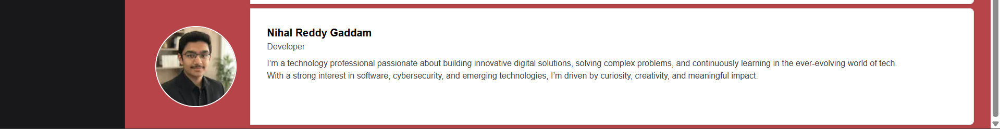 Nihal Reddy Gaddam
Developer
I’m a technology professional passionate about building innovative digital solutions, solving complex problems, and continuously learning in the ever-evolving world of tech.
With a strong interest in software, cybersecurity, and emerging technologies, I’m driven by curiosity, creativity, and meaningful impact.